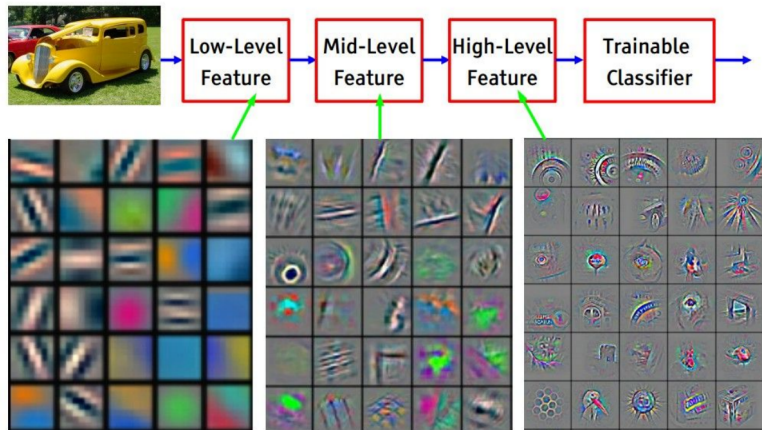 Low-Level
Feature
Mid-Level
Feature
High-Level
Feature
Trainable
Classifier